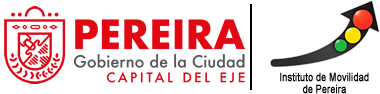 PEREIRA
Gobierno de la Ciudad
CAPITAL DEL EJE
Instituto de Movilidad
de Pereira